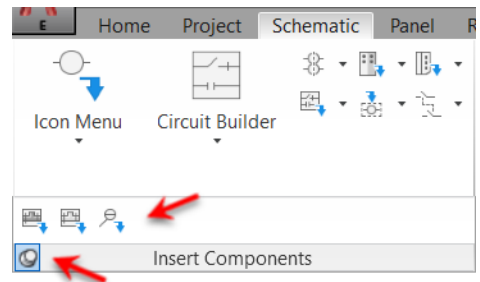 E Home Project Schematic Panel R
Icon Menu Circuit Builder
Insert Components